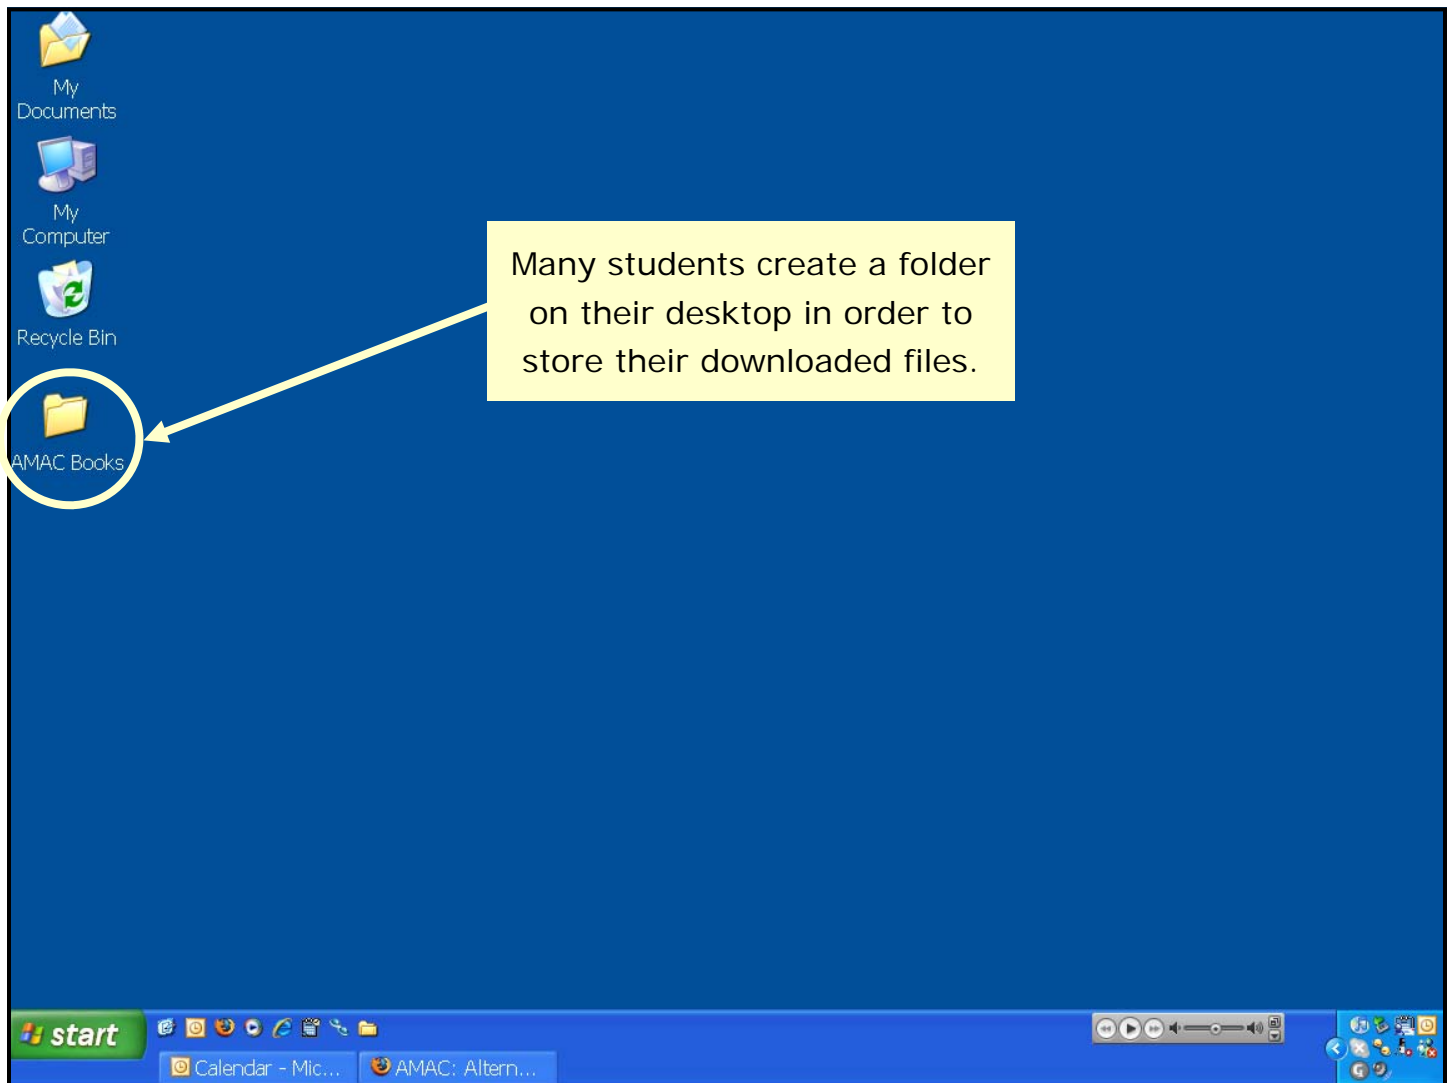 My
Documents
My
Computer
Recycle Bin
AMAC Books
Many students create a folder
on their desktop in order to
store their downloaded files.
start
Calendar - Mic...
AMAC: Altern...